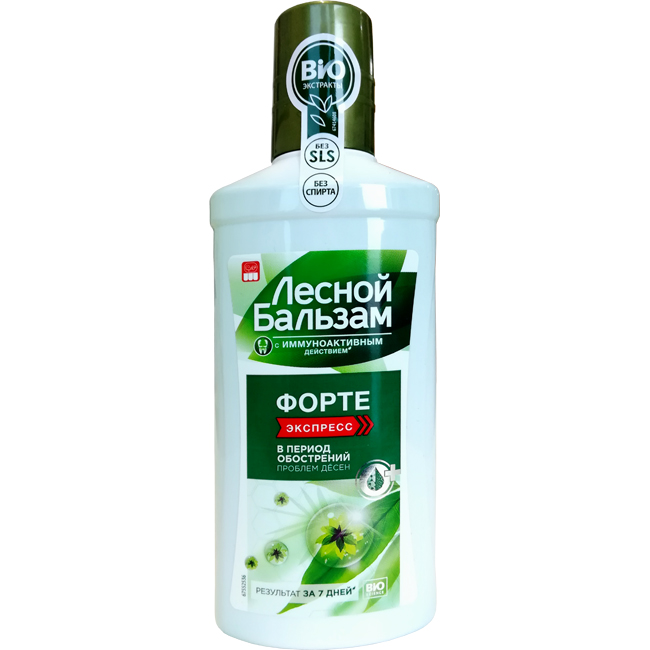 BiO
ЭКСТРАКТЫ
БЕЗ
SLS
БЕЗ
СПИРТА
Лесной
Бальзам
С ИММУНОАКТИВНЫМ
ДЕЙСТВИЕМ*
ФОРТЕ
ЭКСПРЕСС
В ПЕРИОД
ОБОСТРЕНИЙ
ПРОБЛЕМ ДЁСЕН
РЕЗУЛЬТАТ ЗА 7 ДНЕЙ*
BiO
SCIENCE